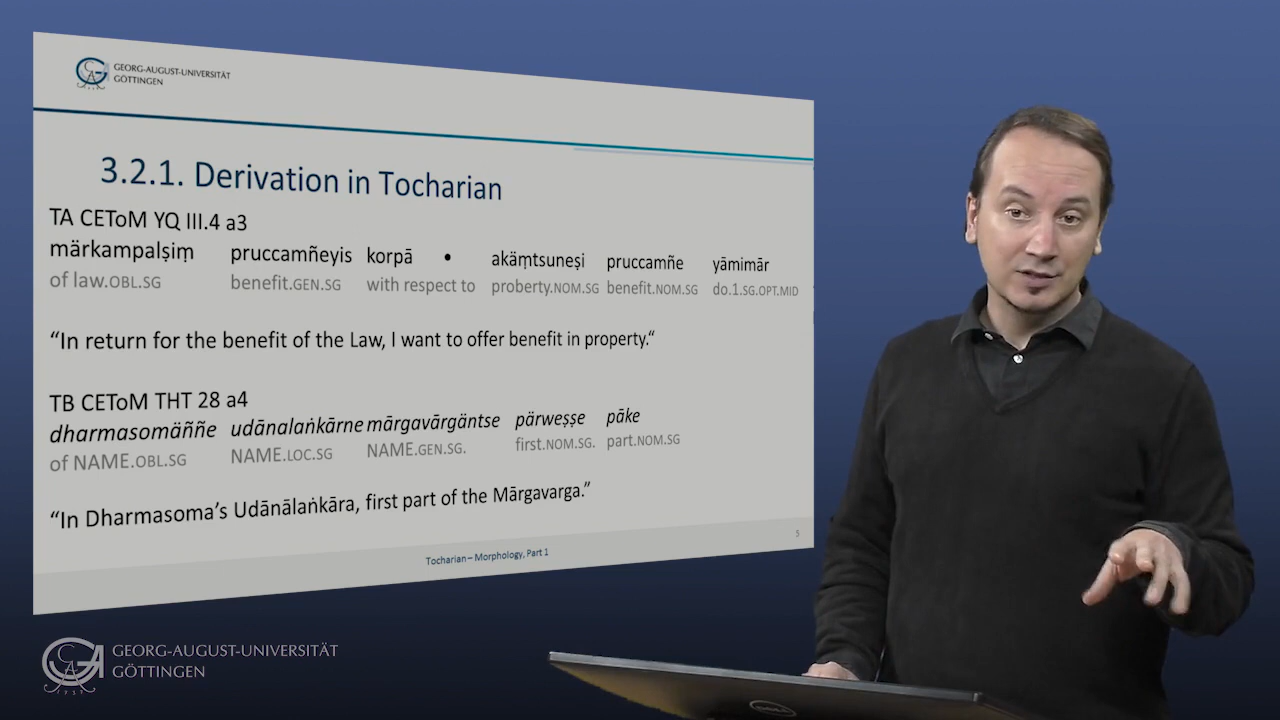 GEORG-AUGUST-UNIVERSITÄT
GÖTTINGEN
3.2.1. Derivation in Tocharian
TA CEToM YQ III.4 a3
märkampalṣiṃ pruccamñeyis korpā • akäṃtsuneṣi pruccamñe yāmimār
of law.OBL.SG benefit.GEN.SG with respect to proberty.NOM.SG benefit.NOM.SG do.1.SG.OPT.MID
“In return for the benefit of the Law, I want to offer benefit in property.“
TB CEToM THT 28 a4
dharmasomäññe udānalaṅkārne mārgavārgäntse pärweṣṣe pāke
of NAME.OBL.SG NAME.LOC.SG NAME.GEN.SG. first.NOM.SG. part.NOM.SG
“In Dharmasoma’s Udānālaṅkāra, first part of the Mārgavarga.”
5
Tocharian – Morphology, Part 1
GEORG-AUGUST-UNIVERSITÄT
GÖTTINGEN
DELL